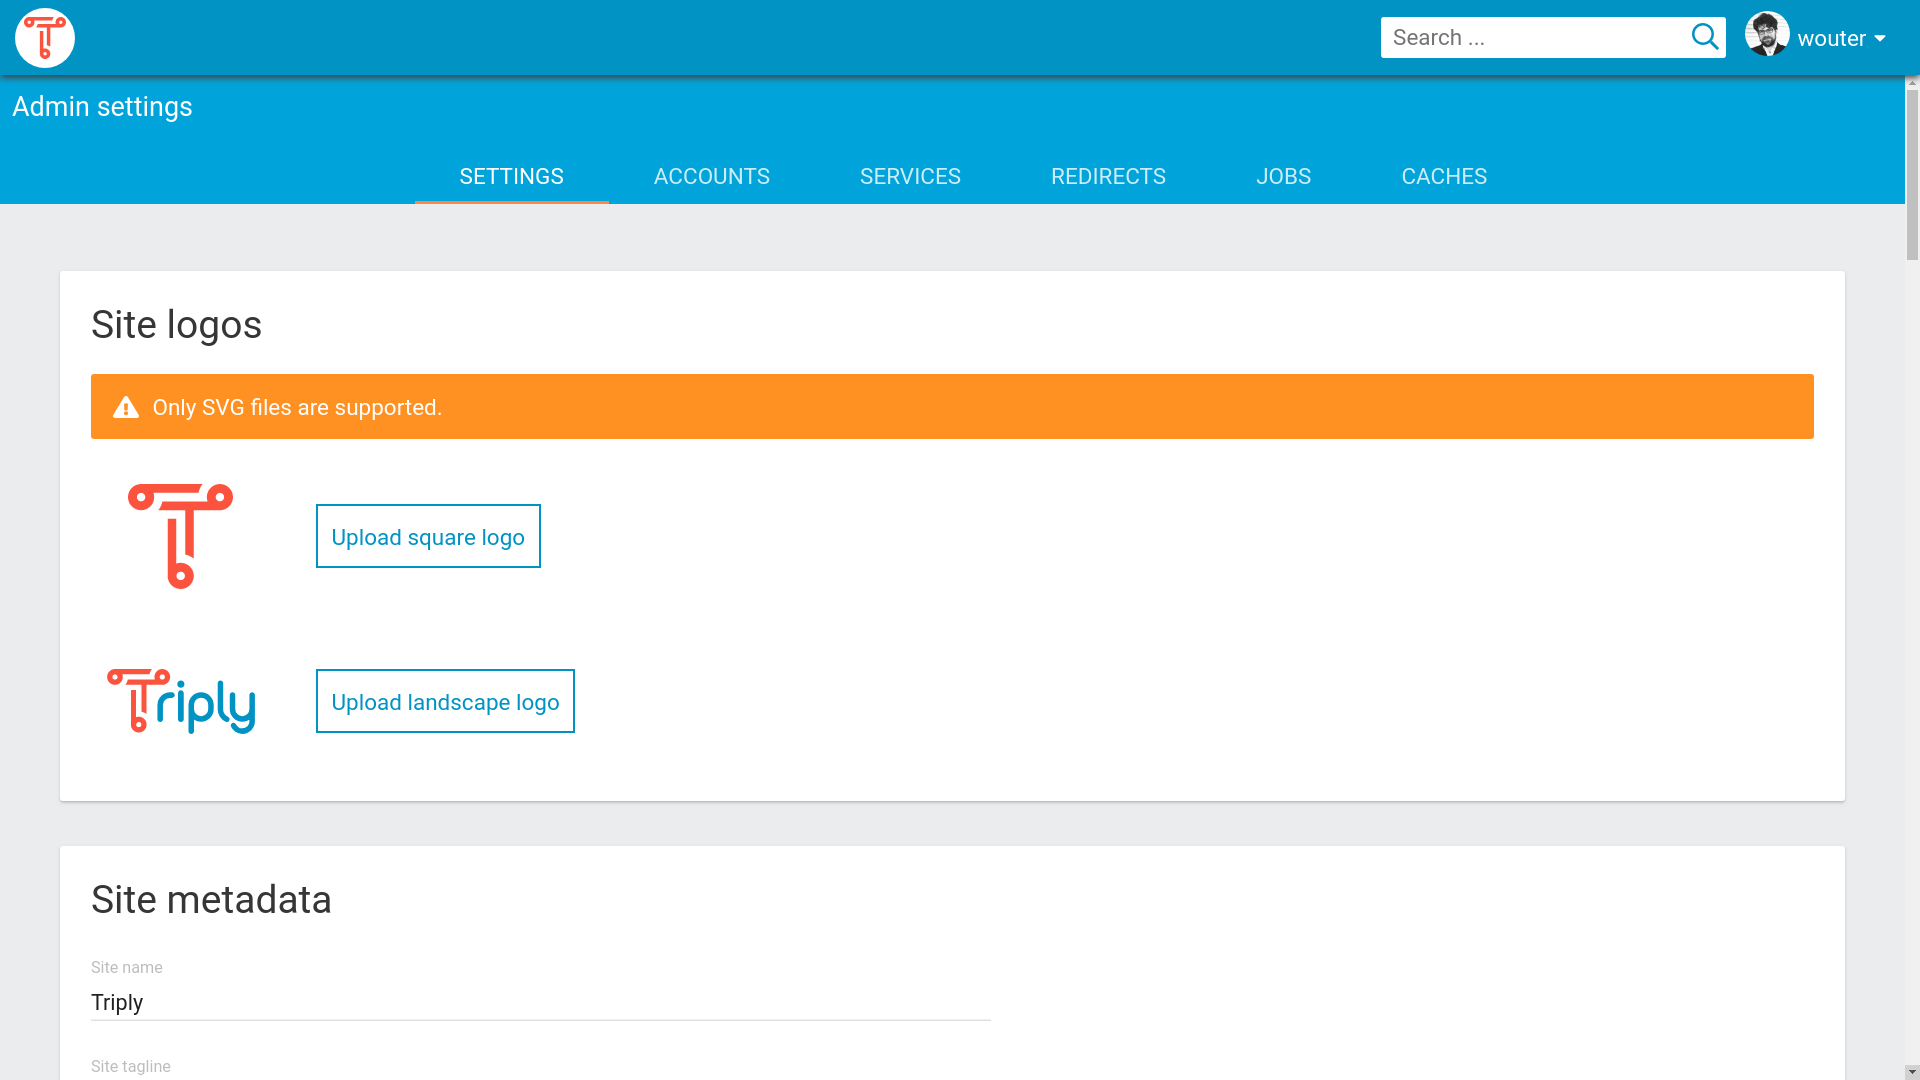 Search ...
wouter
Admin settings
SETTINGS
ACCOUNTS
SERVICES
REDIRECTS
JOBS
CACHES
Site logos
Only SVG files are supported.
Upload square logo
Triply
Upload landscape logo
Site metadata
Site name
Triply
Site tagline